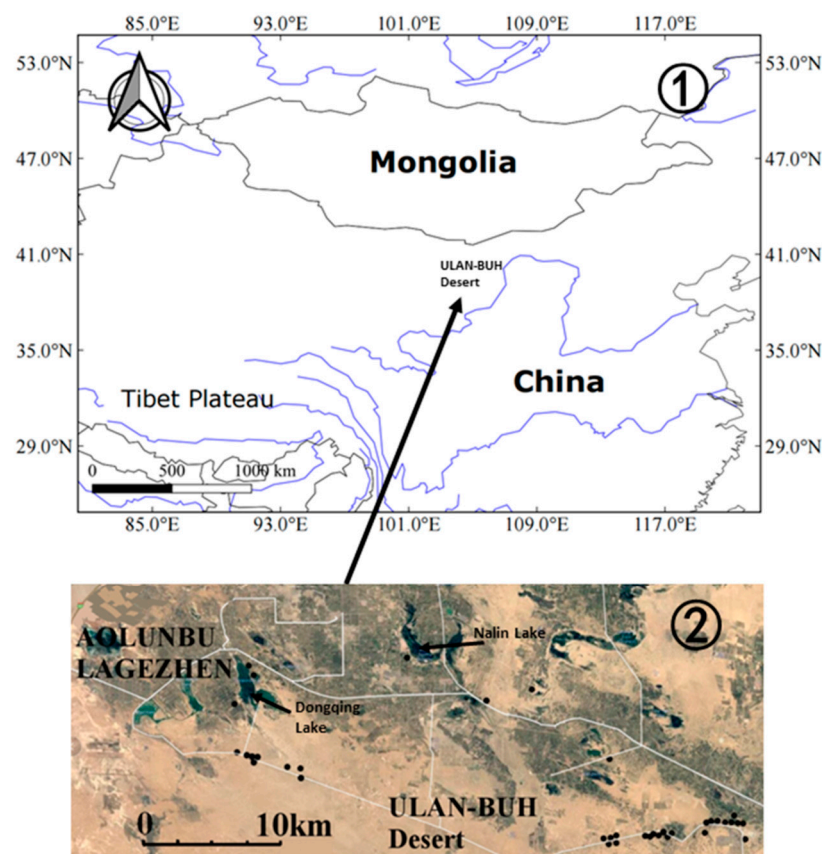 85.0°E 93.0°E 101.0°E 109.0°E 117.0°E
53.0°N 53.0°N
①
47.0°N 47.0°N
Mongolia
41.0°N 41.0°N
ULAN-BUH
Desert
35.0°N 35.0°N
China
Tibet Plateau
29.0°N 29.0°N
0 500 1000 km
85.0°E 93.0°E 101.0°E 109.0°E 117.0°E
②
AOLUNBU
LAGEZHEN
Nalin Lake
Dongqing
Lake
ULAN-BUH
Desert
0 10km